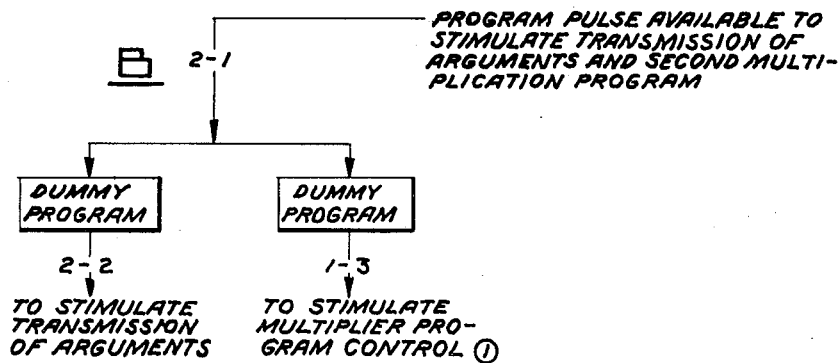 PROGRAM PULSE AVAILABLE TO
STIMULATE TRANSMISSION OF
ARGUMENTS AND SECOND MULTI-
PLICATION PROGRAM
b
2-1
DUMMY
PROGRAM
DUMMY
PROGRAM
2-2
1-3
TO STIMULATE
TRANSMISSION
OF ARGUMENTS
TO STIMULATE
MULTIPLIER PRO-
GRAM CONTROL ①